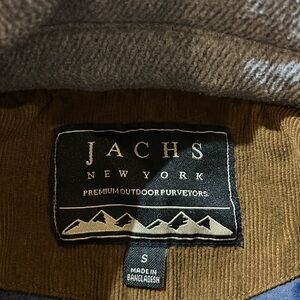 JACHS
NEW YORK
PREMIUM OUTDOOR PURVEYORS.
S
MADE IN
BANGLADESH